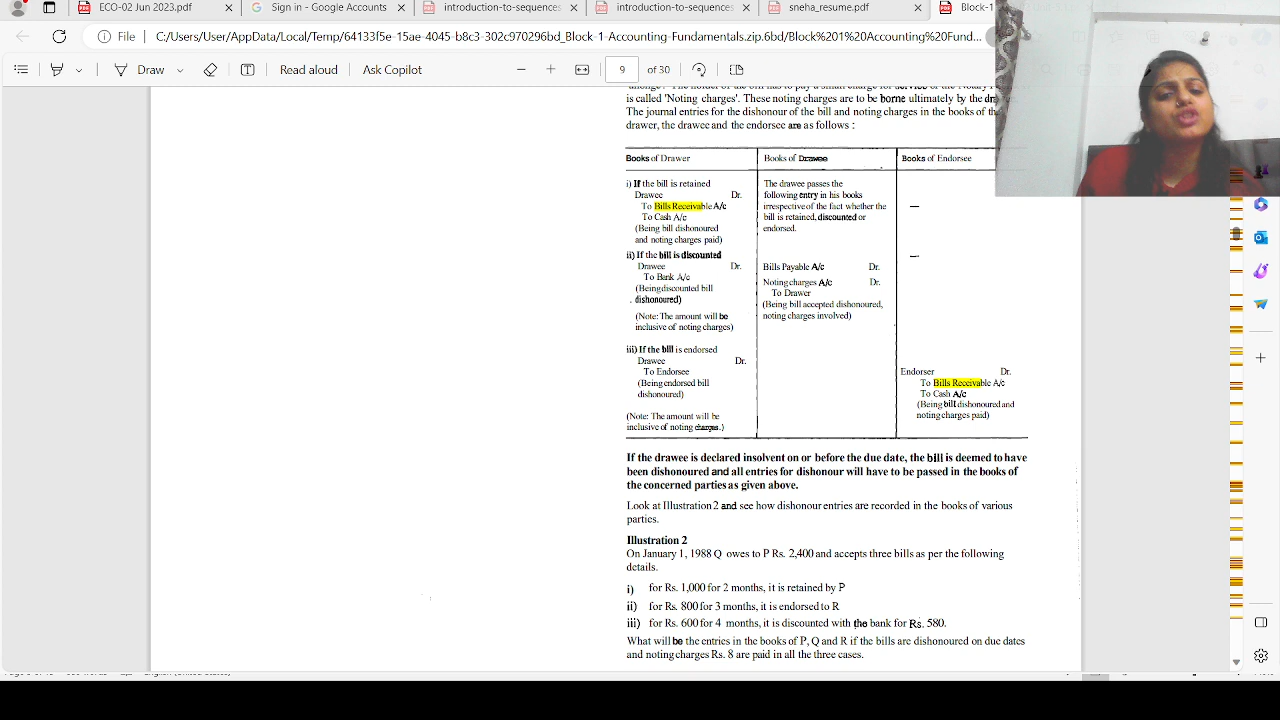 ECO-02 Jun 2023.pdf
Sign in - Google Accounts
introduction-to-sequences
introduction-to-sequences
sneha_resume.pdf
Block-1
File
C:/Users/User/AppData/Local/Temp/64133f5e-15ae-4045-b8c3-302c970296bd_Block-1-Accounting-Fundamentals.zip.6bd/Block%201%20Accounting%20Fund...
Draw
Read aloud
Ask Copilot
9
of 30
is called 'Noting charges'. These noting charges are to be borne ultimately by the
The journal entries for the dishonour of the bill and noting charges in the books of the
drawer, the drawee and the endorsee are as follows :
Books of Drawer
i) If the bill is retained
Drawee Dr.
To Bills Receivable A/c
To Cash A/c
(Being bill dishonoured
and noting charges paid)
ii) If the bill is discounted
Drawee Dr.
To Bank A/c
(Being discounted bill
dishonoured)
(Note: The amount will be
inclusive of noting charges)
iii) If the bill is endorsed
Drawee Dr.
To Endorsee
(Being endorsed bill
dishonoured)
(Note: The amount will be
inclusive of noting charges.)
Books of Drawee
The drawee passes the
following entry in his books
irrespective of the fact whether the
bill is retained, discounted or
endorsed.
Bills Payable A/c Dr.
Noting charges A/c Dr.
To Drawer
(Being bill accepted dishonoured,
noting charges involved)
Books of Endorsee
—
—
Endorser Dr.
To Bills Receivable A/c
To Cash A/c
(Being bill dishonoured and
noting charges paid)
If the drawee is declared insolvent on or before the due date, the bill is deemed to have
been dishonoured and all entries for dishonour will have to be passed in the books of
the concerned parties as given above.
Look at Illustration 2 and see how dishonour entries are recorded in the books of various
parties.
Illustration 2
On January 1, 1988 Q owes to P Rs. 2,400 and accepts three bills as per the following
details.
i) for Rs. 1,000 for 2 months, it is retained by P
ii) for Rs. 800 for 3 months, it is endorsed to R
iii) for Rs. 600 for 4 months, it is discounted with the bank for Rs. 580.
What will be the entries in the books of P, Q and R if the bills are dishonoured on due dates
and noting charges Rs. 8 are paid in all the three cases.